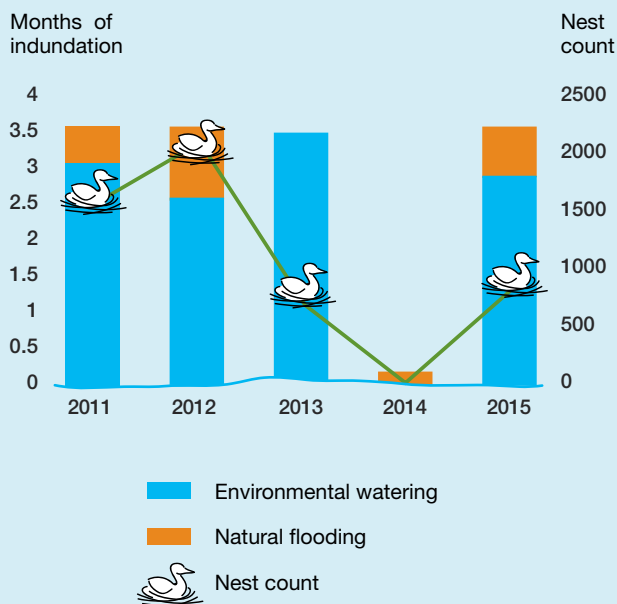 Months of
indundation
Nest
count
4
3.5
3
2.5
2
1.5
1
0.5
0
2500
2000
1500
1000
500
0
2011 2012 2013 2014 2015
Environmental watering
Natural flooding
Nest count